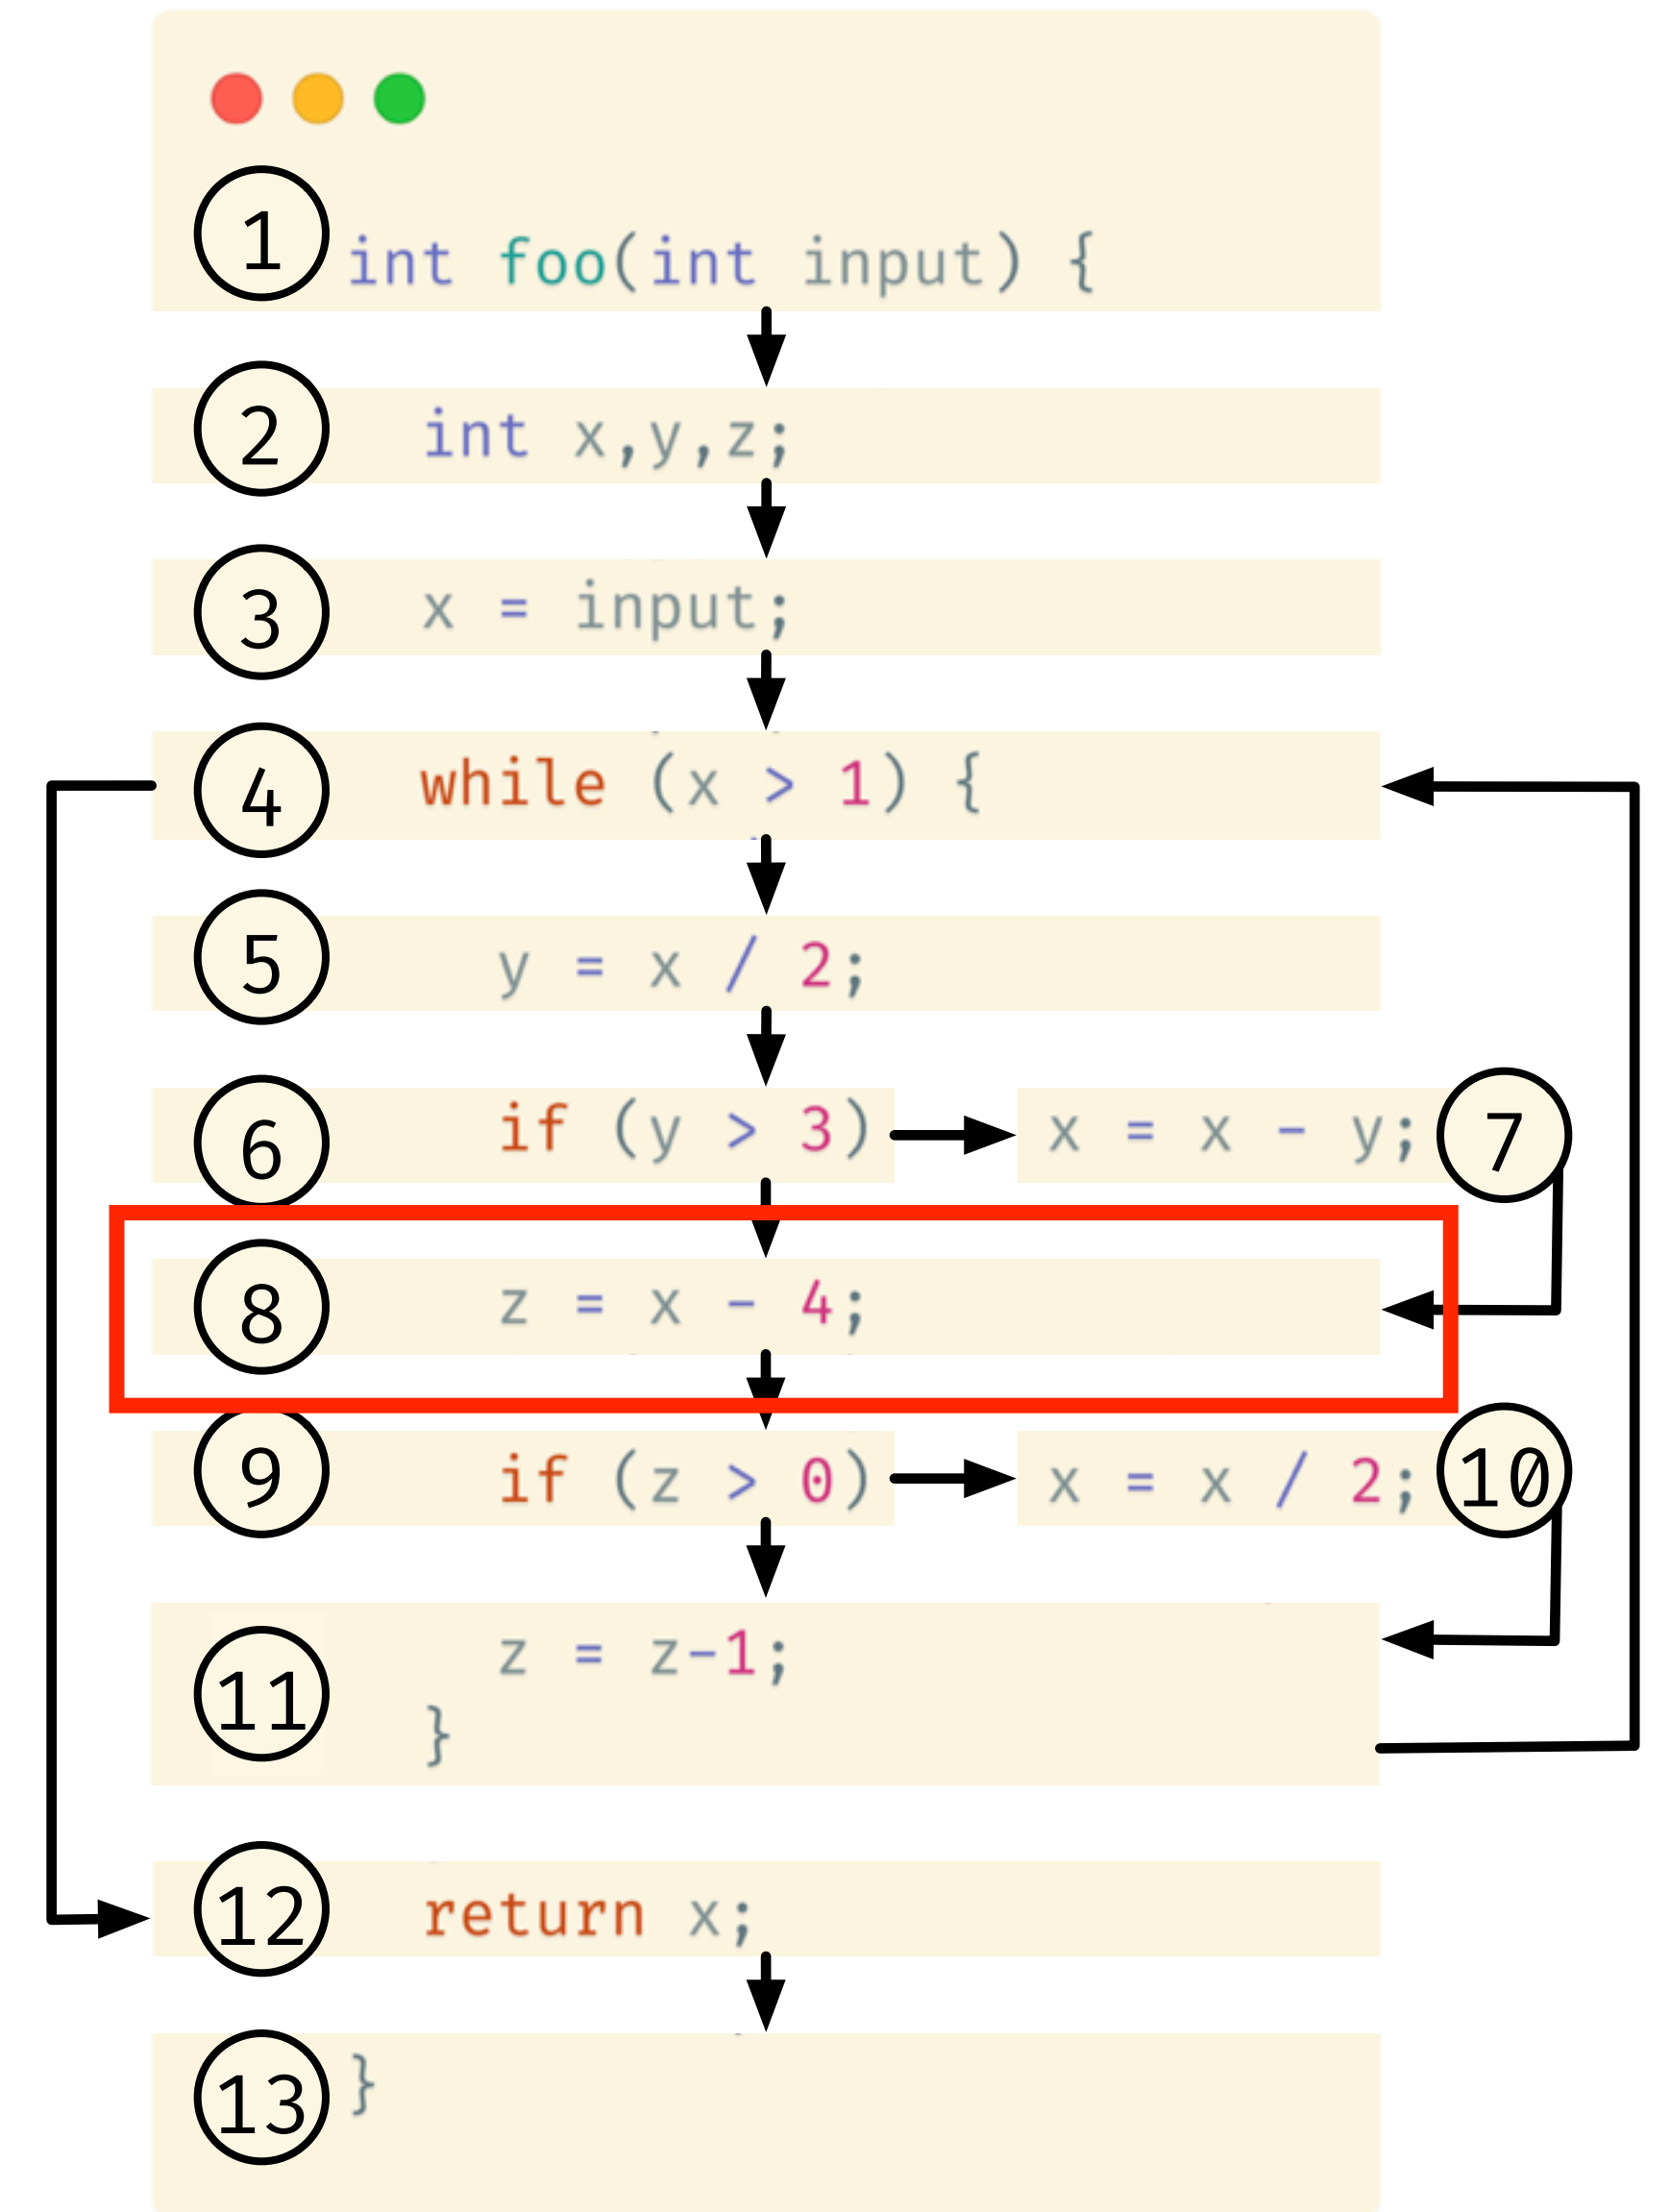 1 int foo(int input) {
2 int x,y,z;
3 x = input;
4 while (x > 1) {
5 y = x / 2;
6 if (y > 3) x = x - y; 7
8 z = x - 4;
9 if (z > 0) x = x / 2; 10
11 z = z-1;
}
12 return x;
13 }